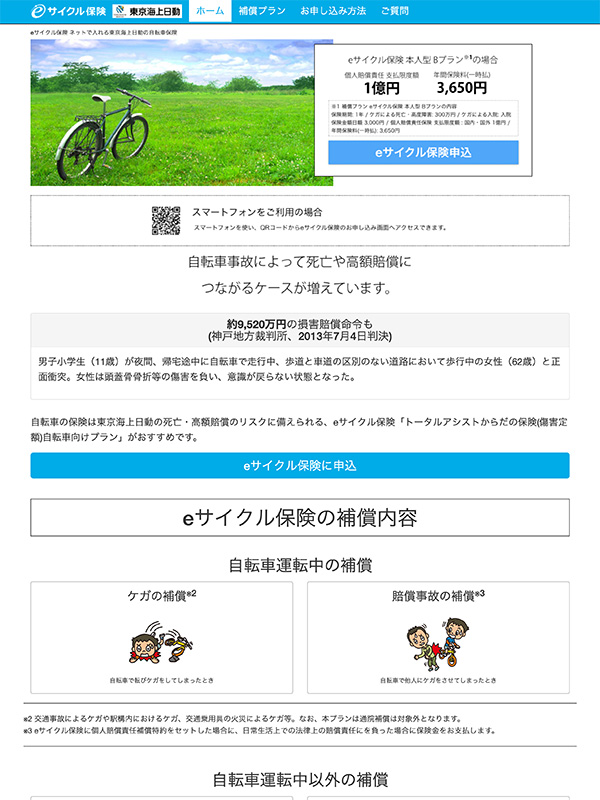 eサイクル保険 東京海上日動 ホーム 補償プラン お申し込み方法 ご質問
eサイクル保険 ネットで入れる東京海上日動の自転車保険
eサイクル保険 本人型 Bプラン※1の場合
個人賠償責任 支払限度額 年間保険料(一時払)
1億円 3,650円
※1 補償プラン eサイクル保険 本人型 Bプランの内容
保険期間: 1年 / ケガによる死亡・高度障害: 300万円 / ケガによる入院: 入院
保険金日額 3,000円 / 個人賠償責任保険 支払限度額 : 国内・国外 1億円 /
年間保険料(一時払): 3,650円
eサイクル保険申込
スマートフォンをご利用の場合
スマートフォンを使い、QRコードからeサイクル保険のお申し込み画面へアクセスできます。
自転車事故によって死亡や高額賠償に
つながるケースが増えています。
約9,520万円の損害賠償命令も
(神戸地方裁判所、2013年7月4日判決)
男子小学生（11歳）が夜間、帰宅途中に自転車で走行中、歩道と車道の区別のない道路において歩行中の女性（62歳）と正
面衝突。女性は頭蓋骨骨折等の傷害を負い、意識が戻らない状態となった。
自転車の保険は東京海上日動の死亡・高額賠償のリスクに備えられる、eサイクル保険「トータルアシストからだの保険(傷害定
額)自転車向けプラン」がおすすめです。
eサイクル保険に申込
eサイクル保険の補償内容
自転車運転中の補償
ケガの補償※2
賠償事故の補償※3
自転車で転びケガをしてしまったとき
自転車で他人にケガをさせてしまったとき
※2 交通事故によるケガや駅構内におけるケガ、交通乗用具の火災によるケガ等。なお、本プランは通院補償は対象外となります。
※3 eサイクル保険に個人賠償責任補償特約をセットした場合に、日常生活上での法律上の賠償責任にを負った場合に保険金をお支払します。
自転車運転中以外の補償